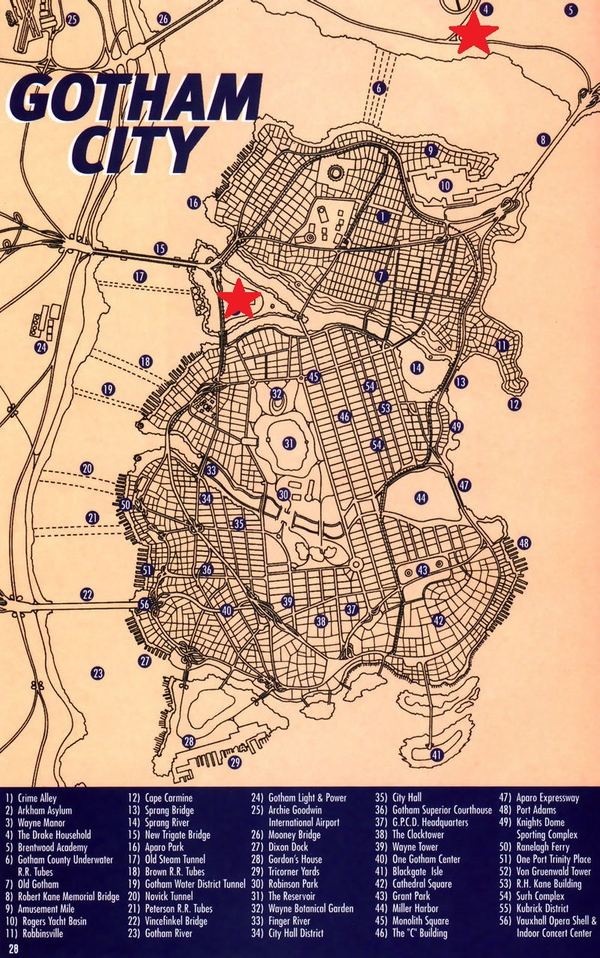 25
26
4
5
GOTHAM
CITY
6
8
9
10
16
1
15
17
7
24
11
18
14
13
12
19
45
54
32
46
53
49
31
54
20
33
30
44
47
50
34
21
35
48
51
36
43
22
56
39
37
40
38
42
27
23
28
29
41
1) Crime Alley
2) Arkham Asylum
3) Wayne Manor
4) The Drake Household
5) Brentwood Academy
6) Gotham County Underwater
R.R. Tubes
7) Old Gotham
8) Robert Kane Memorial Bridge
9) Amusement Mile
10) Rogers Yacht Basin
11) Robbinsville
12) Cape Carmine
13) Sprang Bridge
14) Sprang River
15) New Trigate Bridge
16) Aparo Park
17) Old Steam Tunnel
18) Brown R.R. Tubes
19) Gotham Water District Tunnel
20) Novick Tunnel
21) Peterson R.R. Tubes
22) Vincefinkel Bridge
23) Gotham River
24) Gotham Light & Power
25) Archie Goodwin
International Airport
26) Mooney Bridge
27) Dixon Dock
28) Gordon's House
29) Tricorner Yards
30) Robinson Park
31) The Reservoir
32) Wayne Botanical Garden
33) Finger River
34) City Hall District
35) City Hall
36) Gotham Superior Courthouse
37) G.P.C.D. Headquarters
38) The Clocktower
39) Wayne Tower
40) One Gotham Center
41) Blackgate Isle
42) Cathedral Square
43) Grant Park
44) Miller Harbor
45) Monolith Square
46) The "C" Building
47) Aparo Expressway
48) Port Adams
49) Knights Dome
Sporting Complex
50) Ranelagh Ferry
51) One Port Trinity Place
52) Von Gruenwald Tower
53) R.H. Kane Building
54) Surh Complex
55) Kubrick District
56) Vauxhall Opera Shell &
Indoor Concert Center
28